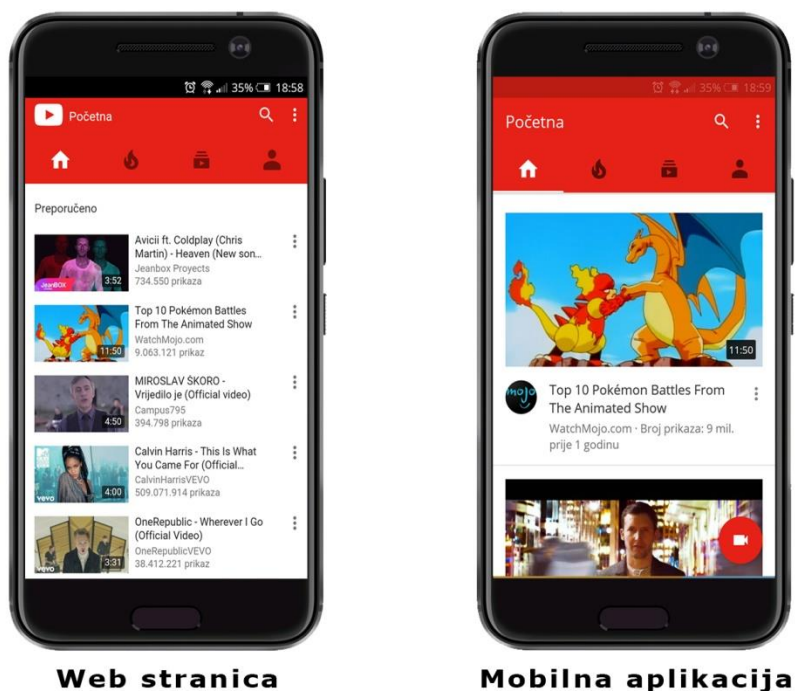 35% 18:58
Početna
Preporučeno
Avicii ft. Coldplay (Chris
Martin) - Heaven (New son...
Jeanbox Proyects
734.550 prikaza
JeanBOX
3:52
Top 10 Pokémon Battles
From The Animated Show
WatchMojo.com
9.063.121 prikaz
11:50
MIROSLAV ŠKORO -
Vrijedilo je (Official video)
Campus795
394.798 prikaza
4:50
Calvin Harris - This Is What
You Came For (Official...
CalvinHarrisVEVO
509.071.914 prikaza
vevo
4:00
OneRepublic - Wherever I Go
(Official Video)
OneRepublicVEVO
38.412.221 prikaz
vevo
3:31
Web stranica
35% 18:59
Početna
11:50
mojo
Top 10 Pokémon Battles From
The Animated Show
WatchMojo.com · Broj prikaza: 9 mil.
prije 1 godinu
Mobilna aplikacija